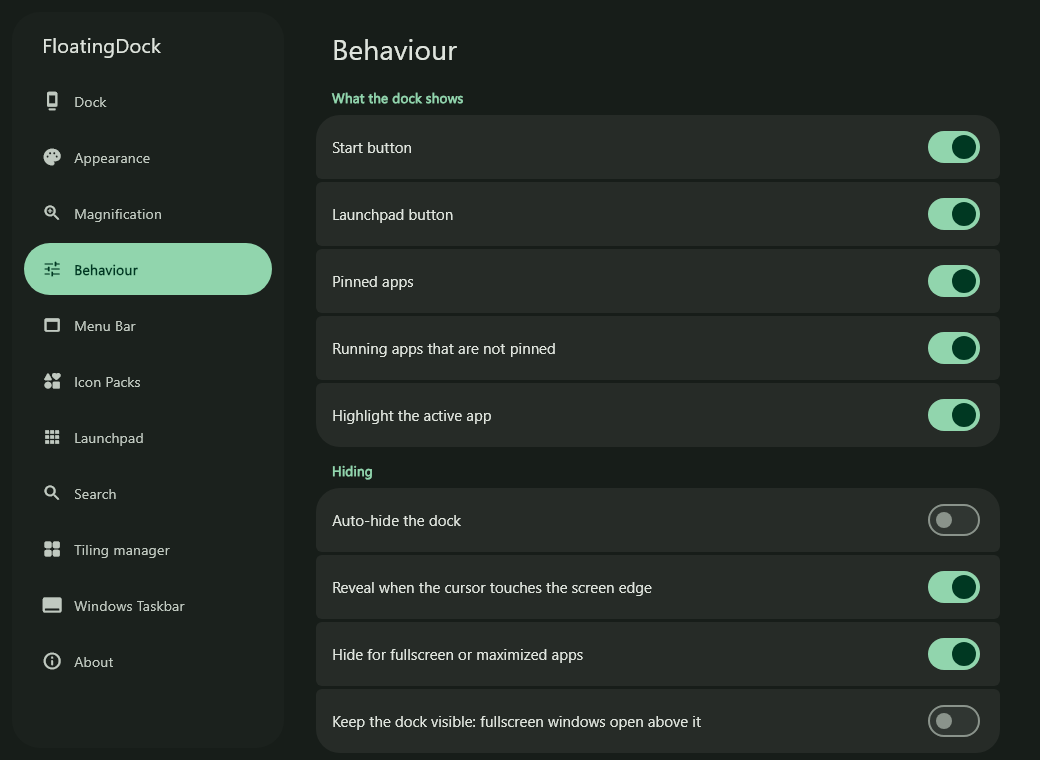 FloatingDock
Dock
Appearance
Magnification
Behaviour
Menu Bar
Icon Packs
Launchpad
Search
Tiling manager
Windows Taskbar
About
Behaviour
What the dock shows
Start button
Launchpad button
Pinned apps
Running apps that are not pinned
Highlight the active app
Hiding
Auto-hide the dock
Reveal when the cursor touches the screen edge
Hide for fullscreen or maximized apps
Keep the dock visible: fullscreen windows open above it